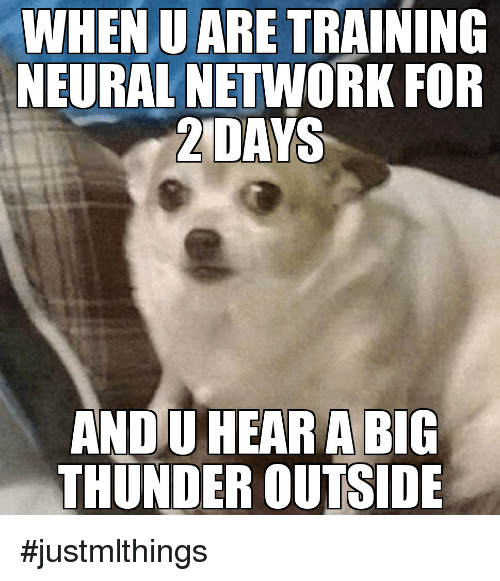 WHEN U ARE TRAINING
NEURAL NETWORK FOR
2 DAYS
AND U HEAR A BIG
THUNDER OUTSIDE
#justmlthings